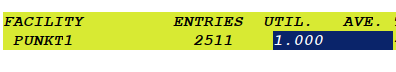 FACILITY ENTRIES UTIL. AVE.
PUNKT1 2511 1.000